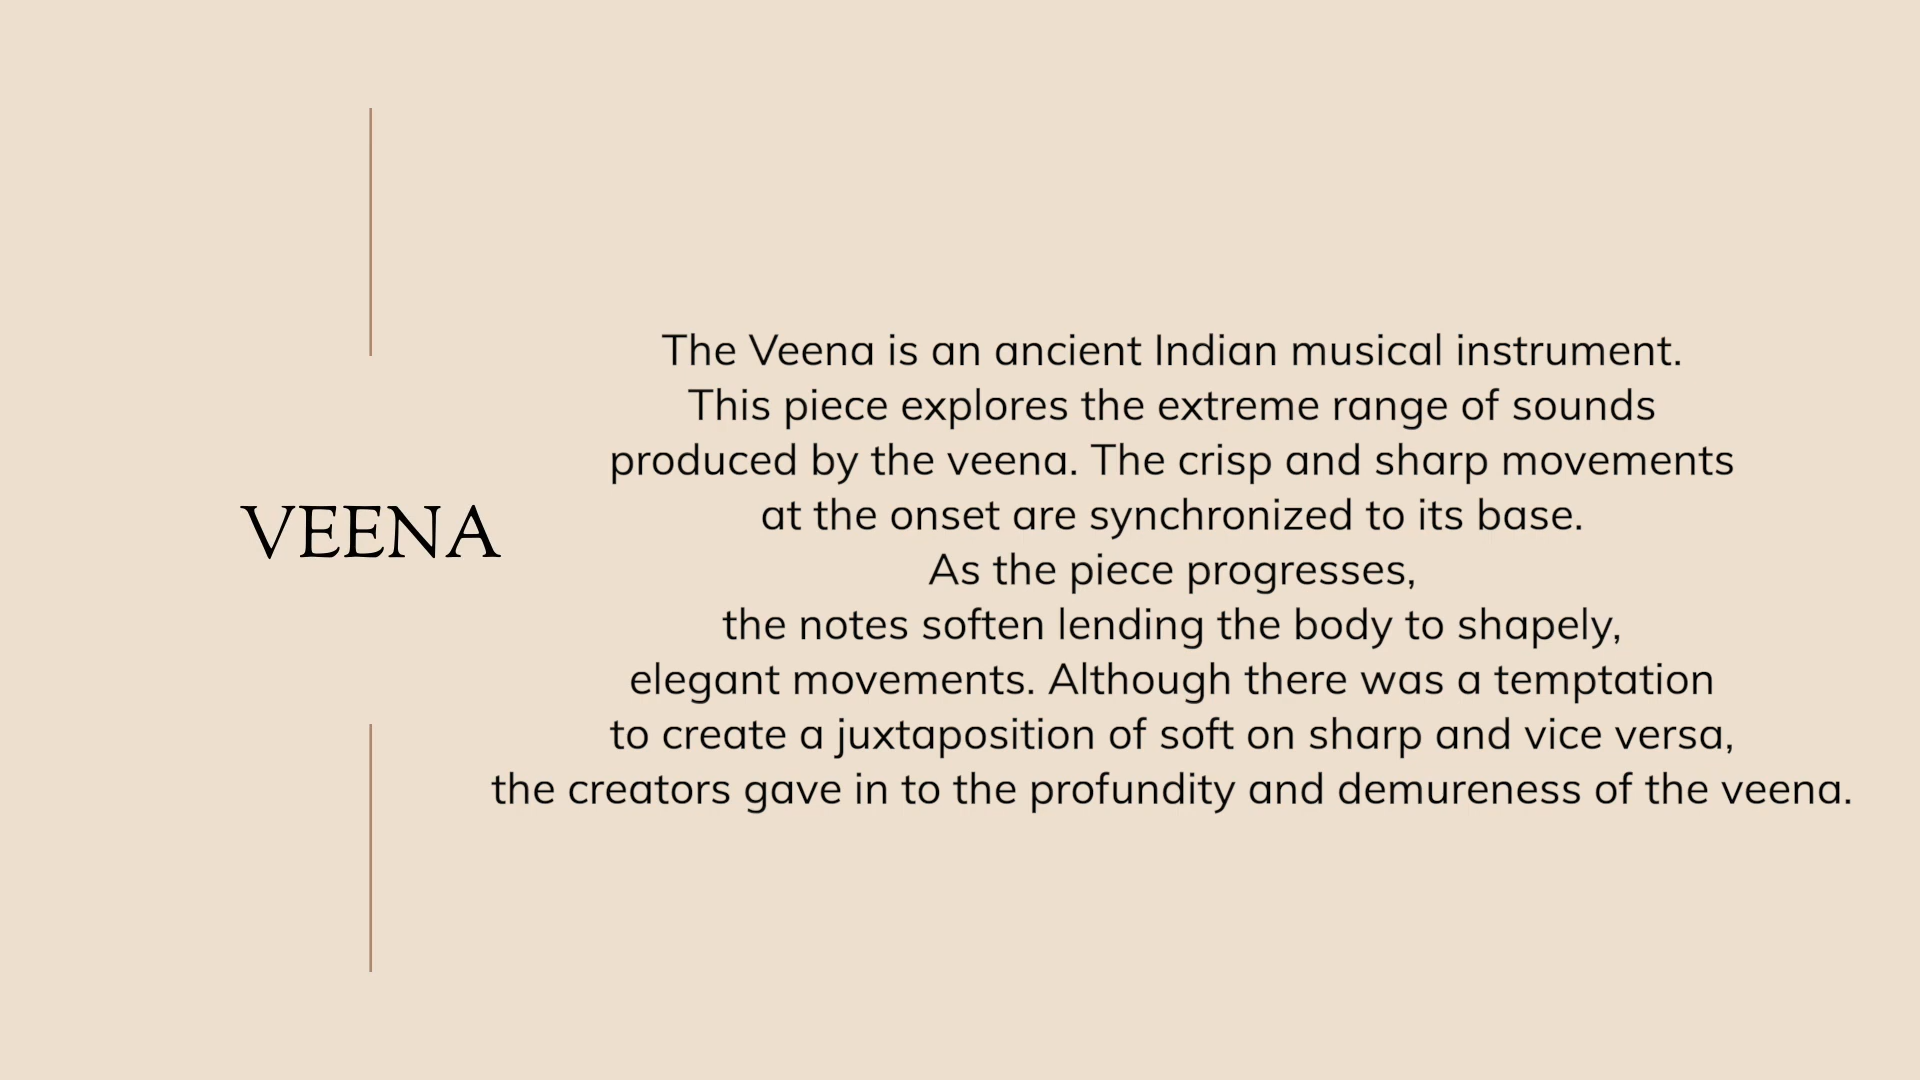 VEENA
The Veena is an ancient Indian musical instrument.
This piece explores the extreme range of sounds
produced by the veena. The crisp and sharp movements
at the onset are synchronized to its base.
As the piece progresses,
the notes soften lending the body to shapely,
elegant movements. Although there was a temptation
to create a juxtaposition of soft on sharp and vice versa,
the creators gave in to the profundity and demureness of the veena.